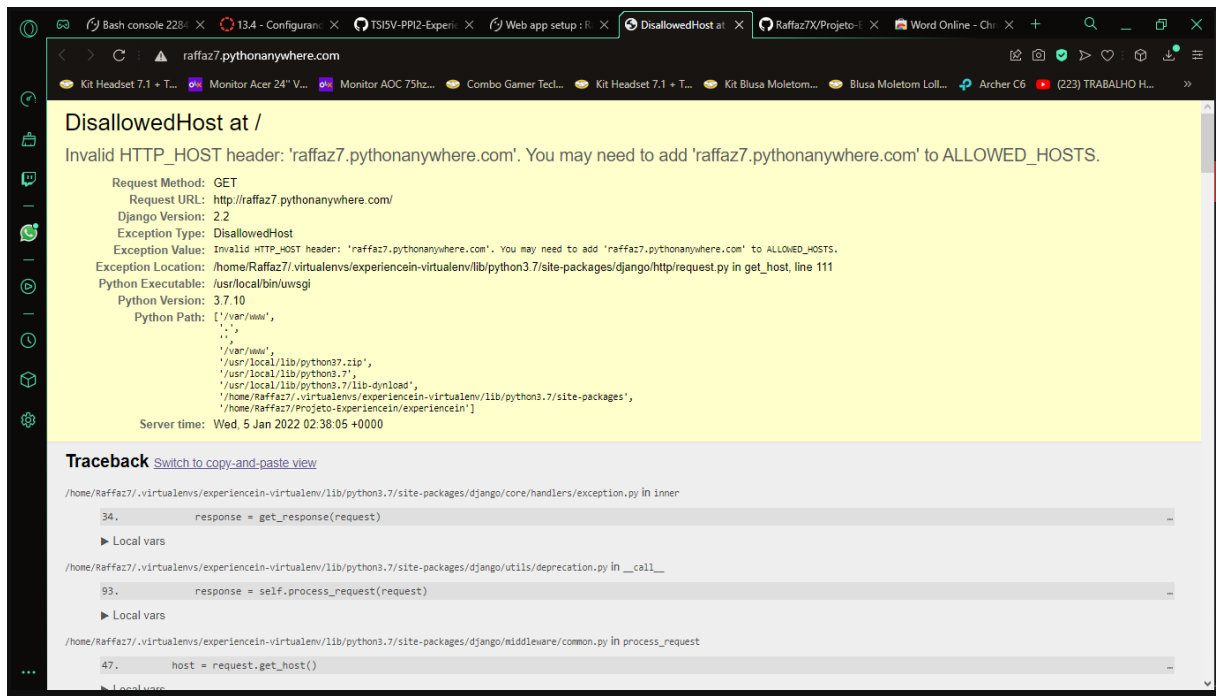 Bash console 2284
13.4 - Configuranc
TSI5V-PPI2-Experie
Web app setup : R
DisallowedHost at
Raffaz7X/Projeto-E
Word Online - Chr
raffaz7.pythonanywhere.com
Kit Headset 7.1 + T...
Monitor Acer 24'' V...
Monitor AOC 75hz...
Combo Gamer Tecl...
Kit Headset 7.1 + T...
Kit Blusa Moletom...
Blusa Moletom Loll...
Archer C6
(223) TRABALHO H...
DisallowedHost at /
Invalid HTTP_HOST header: 'raffaz7.pythonanywhere.com'. You may need to add 'raffaz7.pythonanywhere.com' to ALLOWED_HOSTS.
Request Method: GET
Request URL: http://raffaz7.pythonanywhere.com/
Django Version: 2.2
Exception Type: DisallowedHost
Exception Value: Invalid HTTP_HOST header: 'raffaz7.pythonanywhere.com'. You may need to add 'raffaz7.pythonanywhere.com' to ALLOWED_HOSTS.
Exception Location: /home/Raffaz7/.virtualenvs/experiencein-virtualenv/lib/python3.7/site-packages/django/http/request.py in get_host, line 111
Python Executable: /usr/local/bin/uwsgi
Python Version: 3.7.10
Python Path: ['/var/www',
'.',
'',
'/var/www',
'/usr/local/lib/python37.zip',
'/usr/local/lib/python3.7',
'/usr/local/lib/python3.7/lib-dynload',
'/home/Raffaz7/.virtualenvs/experiencein-virtualenv/lib/python3.7/site-packages',
'/home/Raffaz7/Projeto-Experiencein/experiencein']
Server time: Wed, 5 Jan 2022 02:38:05 +0000
Traceback Switch to copy-and-paste view
/home/Raffaz7/.virtualenvs/experiencein-virtualenv/lib/python3.7/site-packages/django/core/handlers/exception.py in inner
34. response = get_response(request) ...
▶ Local vars
/home/Raffaz7/.virtualenvs/experiencein-virtualenv/lib/python3.7/site-packages/django/utils/deprecation.py in __call__
93. response = self.process_request(request) ...
▶ Local vars
/home/Raffaz7/.virtualenvs/experiencein-virtualenv/lib/python3.7/site-packages/django/middleware/common.py in process_request
47. host = request.get_host() ...
▶ Local vars